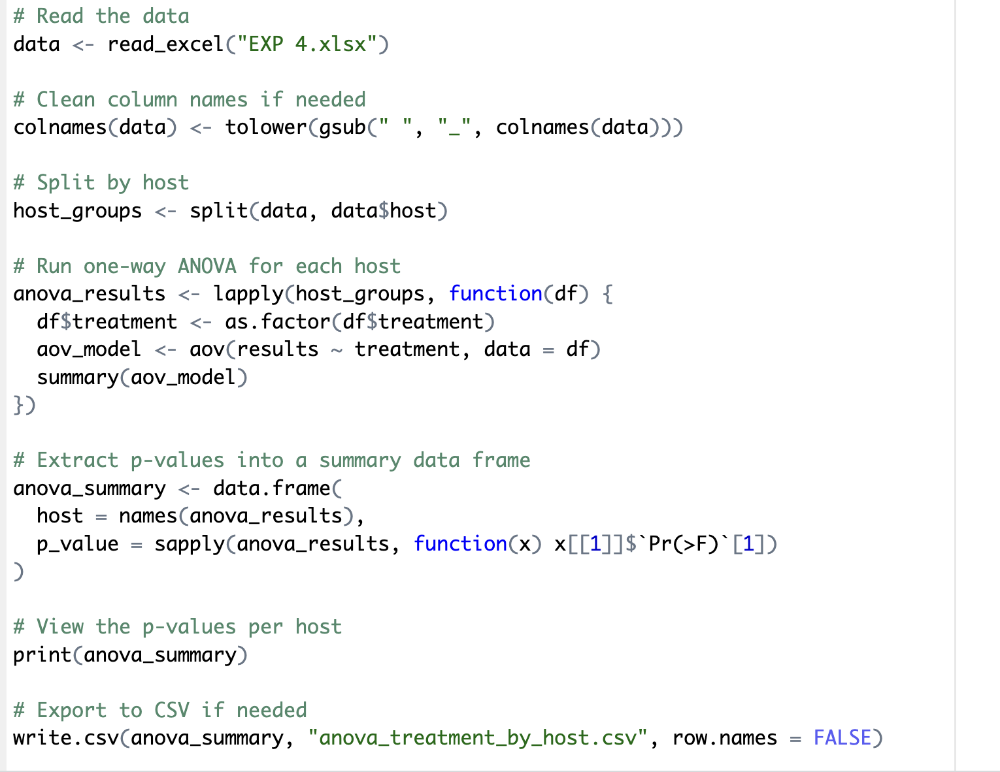 # Read the data
data <- read_excel("EXP 4.xlsx")
# Clean column names if needed
colnames(data) <- tolower(gsub(" ", "_", colnames(data)))
# Split by host
host_groups <- split(data, data$host)
# Run one-way ANOVA for each host
anova_results <- lapply(host_groups, function(df) {
  df$treatment <- as.factor(df$treatment)
  aov_model <- aov(results ~ treatment, data = df)
  summary(aov_model)
})
# Extract p-values into a summary data frame
anova_summary <- data.frame(
  host = names(anova_results),
  p_value = sapply(anova_results, function(x) x[[1]]$`Pr(>F)`[1])
)
# View the p-values per host
print(anova_summary)
# Export to CSV if needed
write.csv(anova_summary, "anova_treatment_by_host.csv", row.names = FALSE)